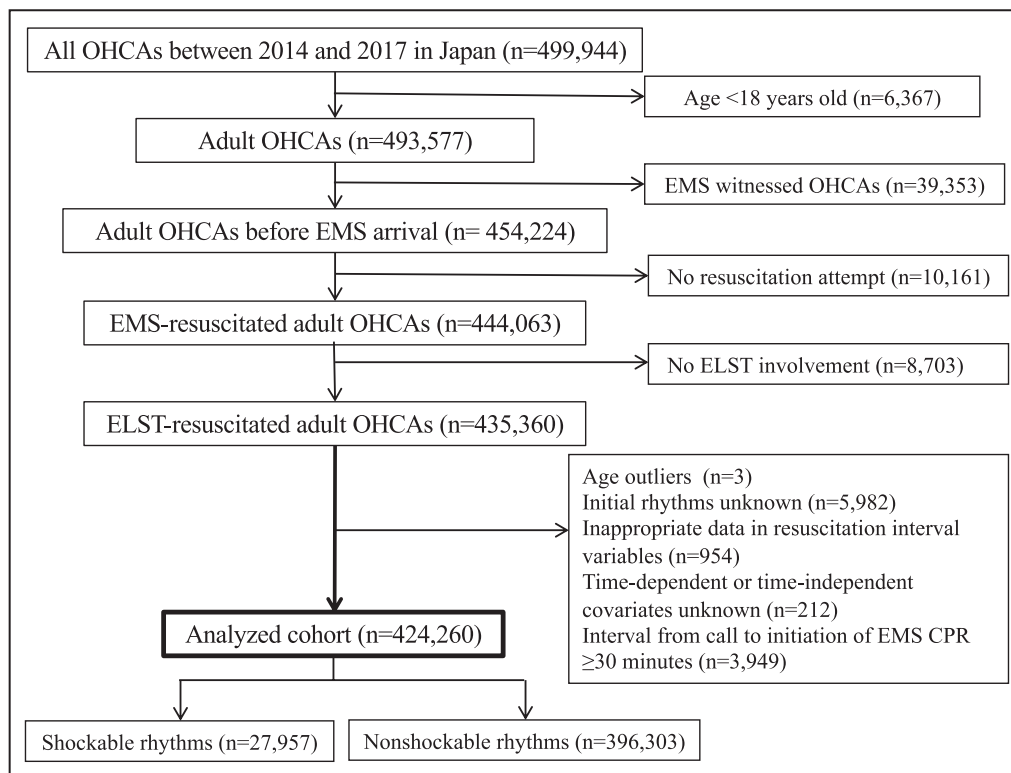 All OHCAs between 2014 and 2017 in Japan (n=499,944)
Age <18 years old (n=6,367)
Adult OHCAs (n=493,577)
EMS witnessed OHCAs (n=39,353)
Adult OHCAs before EMS arrival (n= 454,224)
No resuscitation attempt (n=10,161)
EMS-resuscitated adult OHCAs (n=444,063)
No ELST involvement (n=8,703)
ELST-resuscitated adult OHCAs (n=435,360)
Age outliers (n=3)
Initial rhythms unknown (n=5,982)
Inappropriate data in resuscitation interval
variables (n=954)
Time-dependent or time-independent
covariates unknown (n=212)
Interval from call to initiation of EMS CPR
≥30 minutes (n=3,949)
Analyzed cohort (n=424,260)
Shockable rhythms (n=27,957)
Nonshockable rhythms (n=396,303)